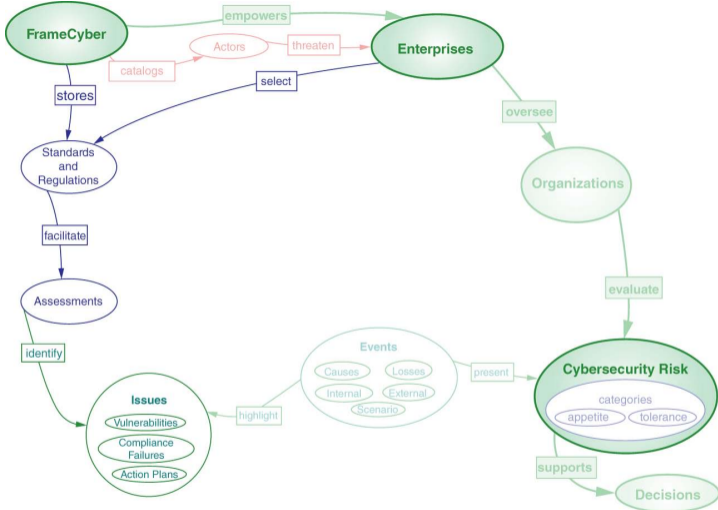 empowers
FrameCyber
Actors
threaten
Enterprises
catalogs
select
stores
oversee
Standards
and
Regulations
Organizations
facilitate
evaluate
Assessments
identify
Events
Causes
Losses
Internal
External
Scenario
present
Cybersecurity Risk
categories
appetite
tolerance
Issues
Vulnerabilities
Compliance
Failures
Action Plans
highlight
supports
Decisions